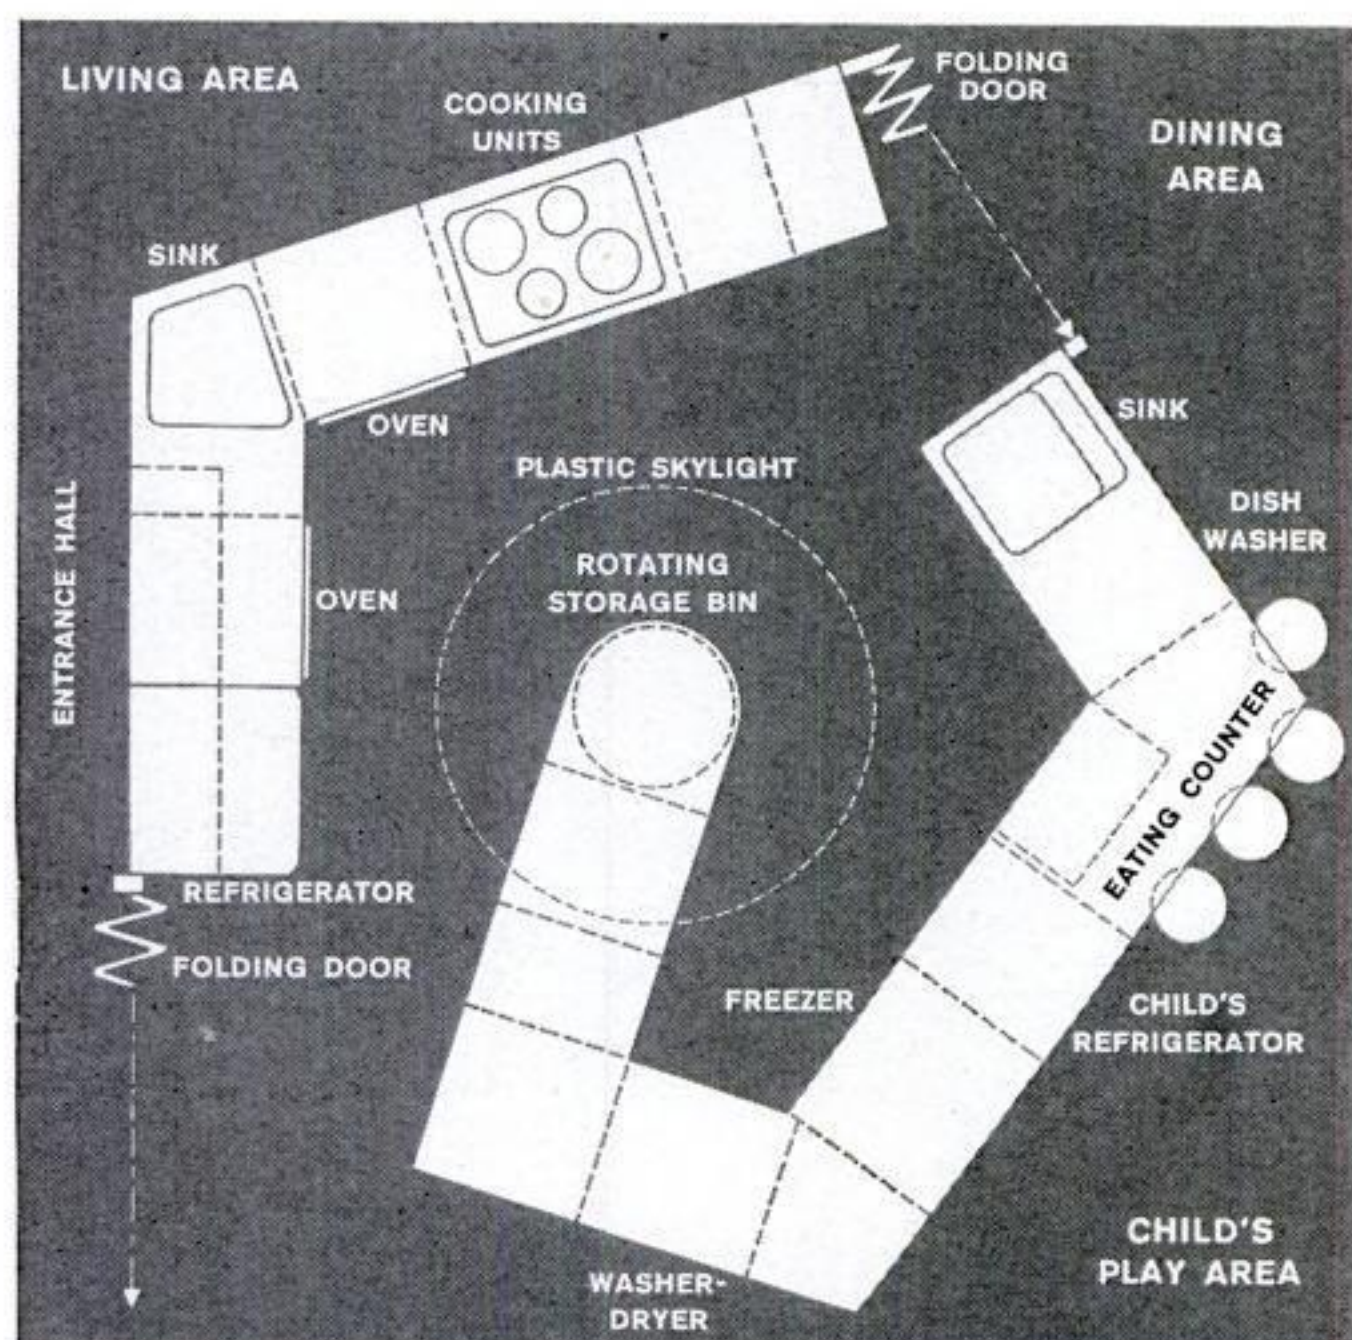 LIVING AREA
COOKING
UNITS
FOLDING
DOOR
DINING
AREA
SINK
OVEN
SINK
PLASTIC SKYLIGHT
DISH
WASHER
ENTRANCE HALL
OVEN
ROTATING
STORAGE BIN
EATING COUNTER
REFRIGERATOR
FOLDING DOOR
FREEZER
CHILD'S
REFRIGERATOR
CHILD'S
PLAY AREA
WASHER-
DRYER